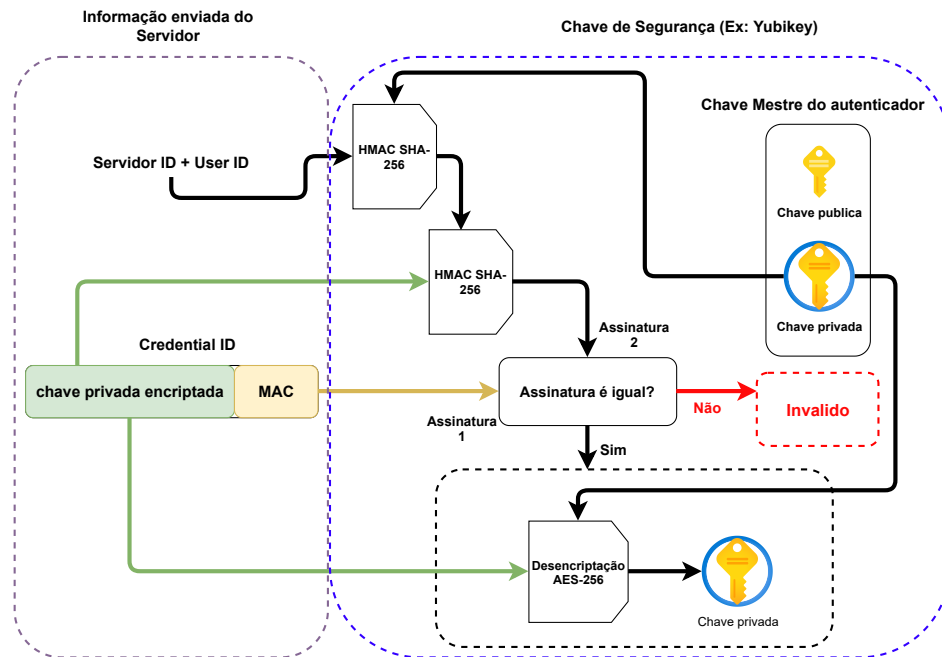 Informação enviada do
Servidor
Chave de Segurança (Ex: Yubikey)
Chave Mestre do autenticador
HMAC SHA-
256
Servidor ID + User ID
Chave publica
HMAC SHA-
256
Chave privada
Assinatura
2
Credential ID
chave privada encriptada
MAC
Assinatura é igual?
Não
Invalido
Assinatura
1
Sim
Desencriptação
AES-256
Chave privada